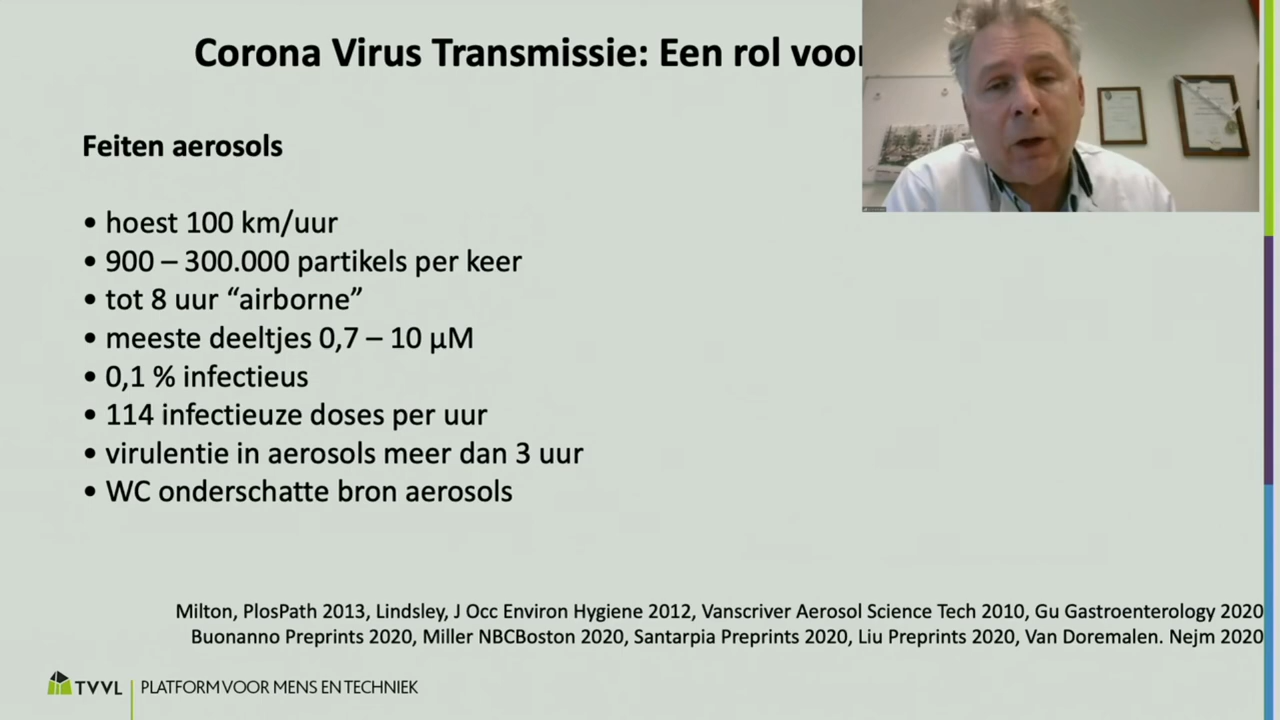 Corona Virus Transmissie: Een rol voor
Feiten aerosols
• hoest 100 km/uur
• 900 – 300.000 partikels per keer
• tot 8 uur “airborne”
• meeste deeltjes 0,7 – 10 µM
• 0,1 % infectieus
• 114 infectieuze doses per uur
• virulentie in aerosols meer dan 3 uur
• WC onderschatte bron aerosols
Milton, PlosPath 2013, Lindsley, J Occ Environ Hygiene 2012, Vanscriver Aerosol Science Tech 2010, Gu Gastroenterology 2020
Buonanno Preprints 2020, Miller NBCBoston 2020, Santarpia Preprints 2020, Liu Preprints 2020, Van Doremalen. Nejm 2020
TVVL PLATFORM VOOR MENS EN TECHNIEK